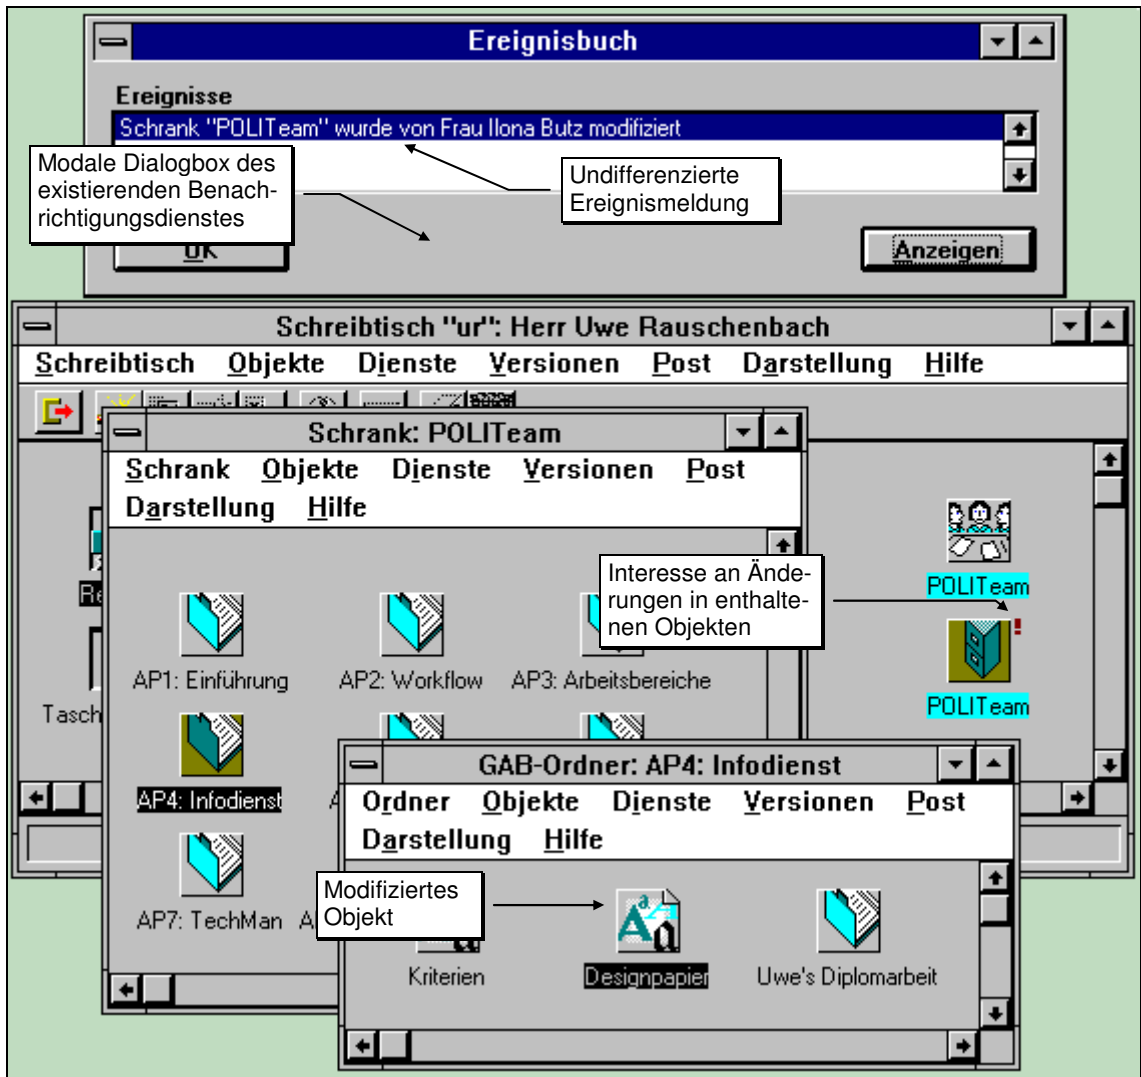 Ereignisbuch
Ereignisse
Schrank "POLITeam" wurde von Frau Ilona Butz modifiziert
Modale Dialogbox des
existierenden Benach-
richtigungsdienstes
Undifferenzierte
Ereignismeldung
OK
Anzeigen
Schreibtisch "ur": Herr Uwe Rauschenbach
Schreibtisch Objekte Dienste Versionen Post Darstellung Hilfe
Schrank: POLITeam
Schrank Objekte Dienste Versionen Post
Darstellung Hilfe
Interesse an Ände-
rungen in enthalte-
nen Objekten
POLITeam
!
POLITeam
Re
Tasch
AP1: Einführung AP2: Workflow AP3: Arbeitsbereiche
AP4: Infodienst
AP7: TechMan
GAB-Ordner: AP4: Infodienst
Ordner Objekte Dienste Versionen Post
Darstellung Hilfe
Modifiziertes
Objekt
Kriterien Designpapier Uwe's Diplomarbeit